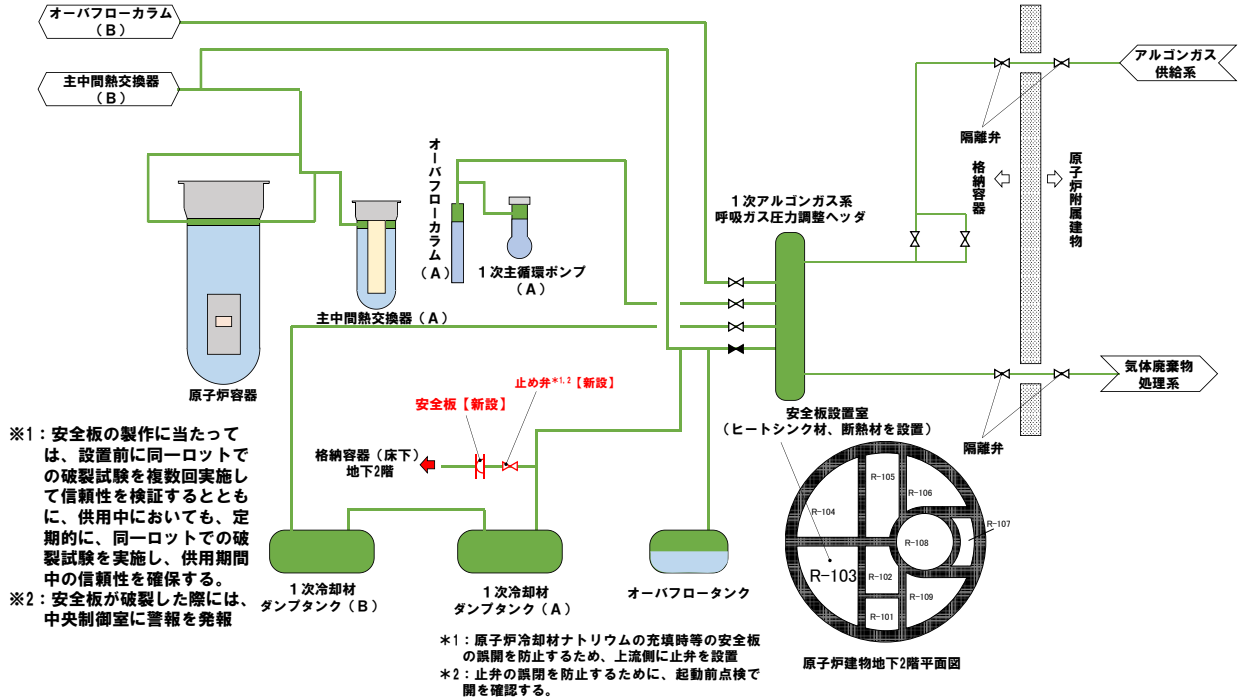 オーバフローカラム
（B）
主中間熱交換器
（B）
アルゴンガス
供給系
隔離弁
格納容器
原子炉附属建物
オーバフローカラム
（A）
1次アルゴンガス系
呼吸ガス圧力調整ヘッダ
1次主循環ポンプ
（A）
主中間熱交換器（A）
原子炉容器
気体廃棄物
処理系
隔離弁
止め弁*1,2【新設】
安全板【新設】
格納容器（床下）
地下2階
安全板設置室
（ヒートシンク材、断熱材を設置）
※1：安全板の製作に当たって
は、設置前に同一ロットで
の破裂試験を複数回実施し
て信頼性を検証するととも
に、供用中においても、定
期的に、同一ロットでの破
裂試験を実施し、供用期間
中の信頼性を確保する。
※2：安全板が破裂した際には、
中央制御室に警報を発報
1次冷却材
ダンプタンク（B）
1次冷却材
ダンプタンク（A）
オーバフロータンク
R-105
R-106
R-104
R-107
R-108
R-103
R-102
R-109
R-101
原子炉建物地下2階平面図
＊1：原子炉冷却材ナトリウムの充填時等の安全板
の誤開を防止するため、上流側に止弁を設置
＊2：止弁の誤閉を防止するために、起動前点検で
開を確認する。